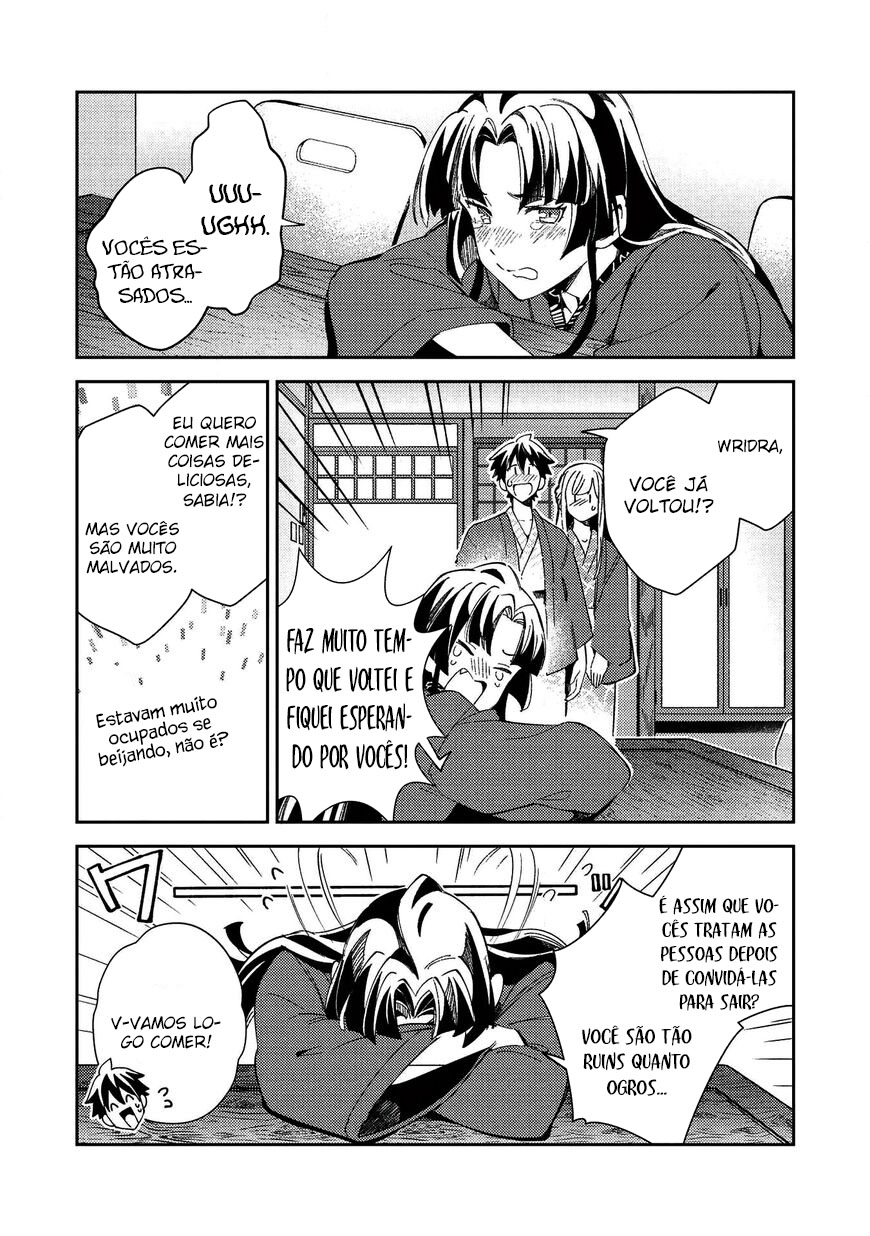 UUU-
UGHH.
VOCÊS ES-
TÃO ATRA-
SADOS...
WRIDRA,
VOCÊ JÁ
VOLTOU!?
FAZ MUITO TEM-
PO QUE VOLTEI E
FIQUEI ESPERAN-
DO POR VOCÊS!
EU QUERO
COMER MAIS
COISAS DE-
LICIOSAS,
SABIA!?
MAS VOCÊS
SÃO MUITO
MALVADOS.
Estavam muito
ocupados se
beijando, não é?
É ASSIM QUE VO-
CÊS TRATAM AS
PESSOAS DEPOIS
DE CONVIDÁ-LAS
PARA SAIR?
VOCÊ SÃO TÃO
RUINS QUANTO
OGROS...
ワーッ
V-VAMOS LO-
GO COMER!